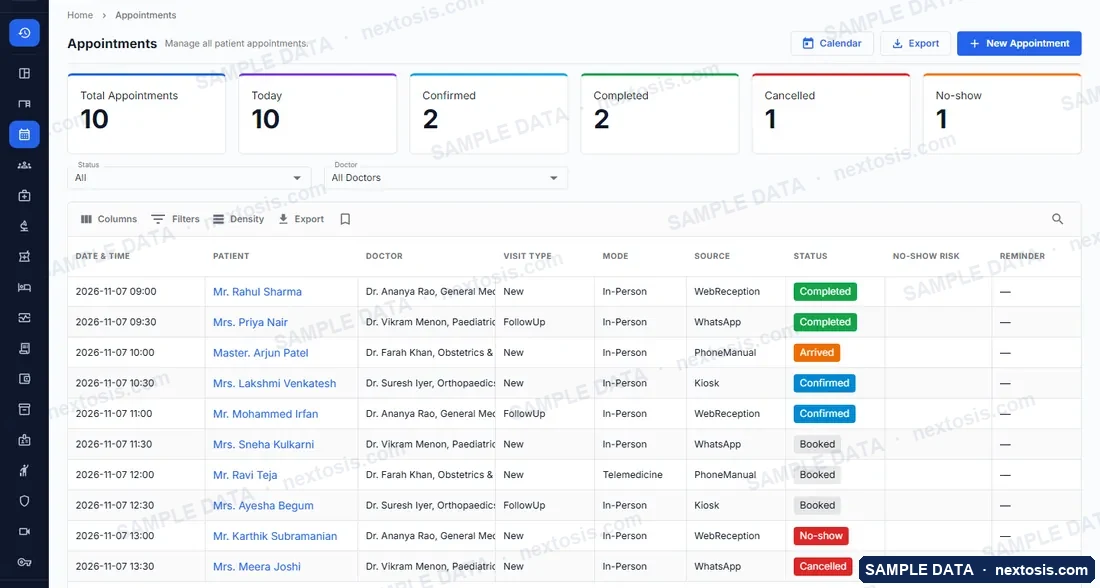 Home › Appointments
Appointments Manage all patient appointments.
Calendar Export + New Appointment
Total Appointments Today Confirmed Completed Cancelled No-show
10 10 2 2 1 1
Status Doctor
All All Doctors
Columns Filters Density Export
DATE & TIME PATIENT DOCTOR VISIT TYPE MODE SOURCE STATUS NO-SHOW RISK REMINDER
2026-11-07 09:00 Mr. Rahul Sharma Dr. Ananya Rao, General Med New In-Person WebReception Completed —
2026-11-07 09:30 Mrs. Priya Nair Dr. Vikram Menon, Paediatric FollowUp In-Person WhatsApp Completed —
2026-11-07 10:00 Master. Arjun Patel Dr. Farah Khan, Obstetrics & New In-Person PhoneManual Arrived —
2026-11-07 10:30 Mrs. Lakshmi Venkatesh Dr. Suresh Iyer, Orthopaedics New In-Person Kiosk Confirmed —
2026-11-07 11:00 Mr. Mohammed Irfan Dr. Ananya Rao, General Med FollowUp In-Person WebReception Confirmed —
2026-11-07 11:30 Mrs. Sneha Kulkarni Dr. Vikram Menon, Paediatric New In-Person WhatsApp Booked —
2026-11-07 12:00 Mr. Ravi Teja Dr. Farah Khan, Obstetrics & New Telemedicine PhoneManual Booked —
2026-11-07 12:30 Mrs. Ayesha Begum Dr. Suresh Iyer, Orthopaedics FollowUp In-Person Kiosk Booked —
2026-11-07 13:00 Mr. Karthik Subramanian Dr. Ananya Rao, General Med New In-Person WebReception No-show —
2026-11-07 13:30 Mrs. Meera Joshi Dr. Vikram Menon, Paediatric New In-Person WhatsApp Cancelled —
SAMPLE DATA · nextosis.com